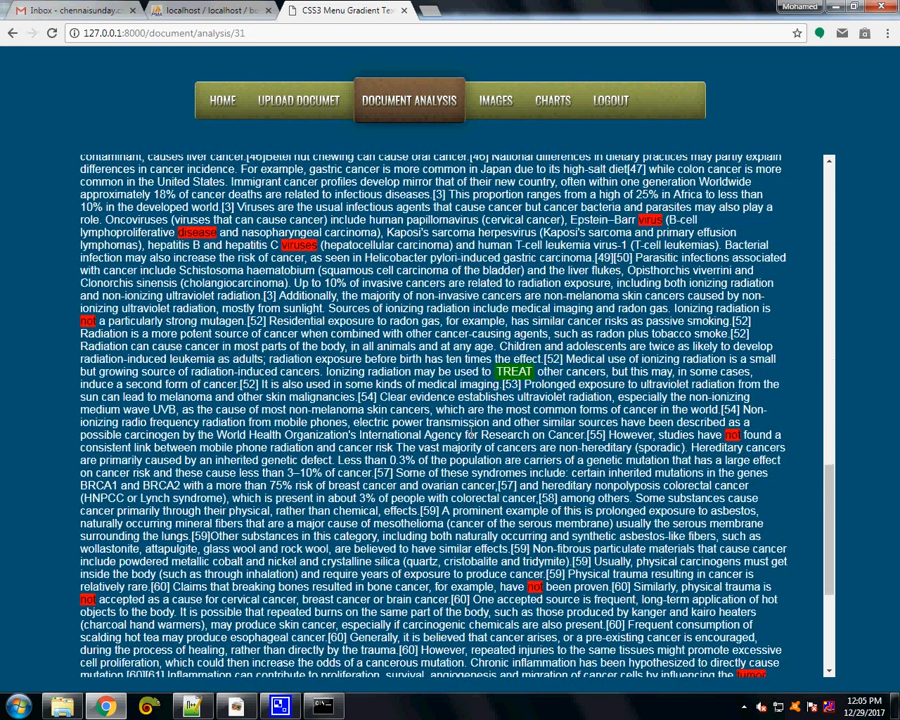 Inbox - chennaisunday.c
localhost / localhost / bo
CSS3 Menu Gradient Tex
Mohamed
127.0.0.1:8000/document/analysis/31
HOME
UPLOAD DOCUMET
DOCUMENT ANALYSIS
IMAGES
CHARTS
LOGOUT
contaminant, causes liver cancer.[46]Betel nut chewing can cause oral cancer.[46] National differences in dietary practices may partly explain
differences in cancer incidence. For example, gastric cancer is more common in Japan due to its high-salt diet[47] while colon cancer is more
common in the United States. Immigrant cancer profiles develop mirror that of their new country, often within one generation Worldwide
approximately 18% of cancer deaths are related to infectious diseases.[3] This proportion ranges from a high of 25% in Africa to less than
10% in the developed world.[3] Viruses are the usual infectious agents that cause cancer but cancer bacteria and parasites may also play a
role. Oncoviruses (viruses that can cause cancer) include human papillomavirus (cervical cancer), Epstein–Barr virus (B-cell
lymphoproliferative disease and nasopharyngeal carcinoma), Kaposi's sarcoma herpesvirus (Kaposi's sarcoma and primary effusion
lymphomas), hepatitis B and hepatitis C viruses (hepatocellular carcinoma) and human T-cell leukemia virus-1 (T-cell leukemias). Bacterial
infection may also increase the risk of cancer, as seen in Helicobacter pylori-induced gastric carcinoma.[49][50] Parasitic infections associated
with cancer include Schistosoma haematobium (squamous cell carcinoma of the bladder) and the liver flukes, Opisthorchis viverrini and
Clonorchis sinensis (cholangiocarcinoma). Up to 10% of invasive cancers are related to radiation exposure, including both ionizing radiation
and non-ionizing ultraviolet radiation.[3] Additionally, the majority of non-invasive cancers are non-melanoma skin cancers caused by non-
ionizing ultraviolet radiation, mostly from sunlight. Sources of ionizing radiation include medical imaging and radon gas. Ionizing radiation is
not a particularly strong mutagen.[52] Residential exposure to radon gas, for example, has similar cancer risks as passive smoking.[52]
Radiation is a more potent source of cancer when combined with other cancer-causing agents, such as radon plus tobacco smoke.[52]
Radiation can cause cancer in most parts of the body, in all animals and at any age. Children and adolescents are twice as likely to develop
radiation-induced leukemia as adults; radiation exposure before birth has ten times the effect.[52] Medical use of ionizing radiation is a small
but growing source of radiation-induced cancers. Ionizing radiation may be used to TREAT other cancers, but this may, in some cases,
induce a second form of cancer.[52] It is also used in some kinds of medical imaging.[53] Prolonged exposure to ultraviolet radiation from the
sun can lead to melanoma and other skin malignancies.[54] Clear evidence establishes ultraviolet radiation, especially the non-ionizing
medium wave UVB, as the cause of most non-melanoma skin cancers, which are the most common forms of cancer in the world.[54] Non-
ionizing radio frequency radiation from mobile phones, electric power transmission and other similar sources have been described as a
possible carcinogen by the World Health Organization's International Agency for Research on Cancer.[55] However, studies have not found a
consistent link between mobile phone radiation and cancer risk The vast majority of cancers are non-hereditary (sporadic). Hereditary cancers
are primarily caused by an inherited genetic defect. Less than 0.3% of the population are carriers of a genetic mutation that has a large effect
on cancer risk and these cause less than 3–10% of cancer.[57] Some of these syndromes include: certain inherited mutations in the genes
BRCA1 and BRCA2 with a more than 75% risk of breast cancer and ovarian cancer,[57] and hereditary nonpolyposis colorectal cancer
(HNPCC or Lynch syndrome), which is present in about 3% of people with colorectal cancer,[58] among others. Some substances cause
cancer primarily through their physical, rather than chemical, effects.[59] A prominent example of this is prolonged exposure to asbestos,
naturally occurring mineral fibers that are a major cause of mesothelioma (cancer of the serous membrane) usually the serous membrane
surrounding the lungs.[59]Other substances in this category, including both naturally occurring and synthetic asbestos-like fibers, such as
wollastonite, attapulgite, glass wool and rock wool, are believed to have similar effects.[59] Non-fibrous particulate materials that cause cancer
include powdered metallic cobalt and nickel and crystalline silica (quartz, cristobalite and tridymite).[59] Usually, physical carcinogens must get
inside the body (such as through inhalation) and require years of exposure to produce cancer.[59] Physical trauma resulting in cancer is
relatively rare.[60] Claims that breaking bones resulted in bone cancer, for example, have not been proven.[60] Similarly, physical trauma is
not accepted as a cause for cervical cancer, breast cancer or brain cancer.[60] One accepted source is frequent, long-term application of hot
objects to the body. It is possible that repeated burns on the same part of the body, such as those produced by kanger and kairo heaters
(charcoal hand warmers), may produce skin cancer, especially if carcinogenic chemicals are also present.[60] Frequent consumption of
scalding hot tea may produce esophageal cancer.[60] Generally, it is believed that cancer arises, or a pre-existing cancer is encouraged,
during the process of healing, rather than directly by the trauma.[60] However, repeated injuries to the same tissues might promote excessive
cell proliferation, which could then increase the odds of a cancerous mutation. Chronic inflammation has been hypothesized to directly cause
mutation.[60][61] Inflammation can contribute to proliferation, survival, angiogenesis and migration of cancer cells by influencing the tumor
12:05 PM
12/29/2017